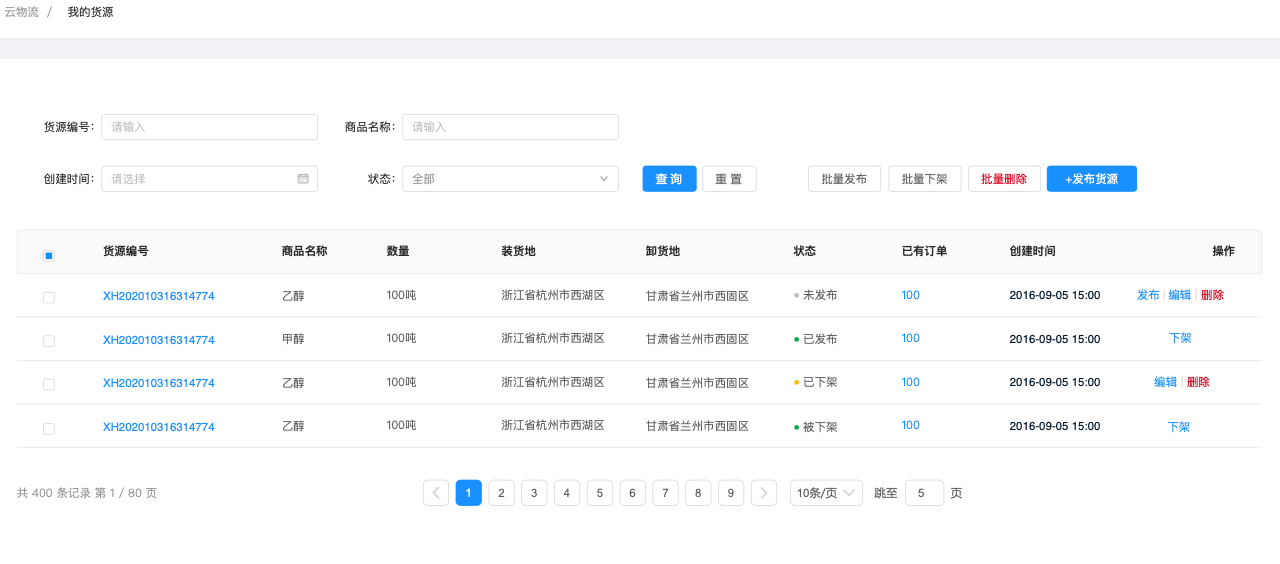 云物流 / 我的货源
货源编号: 请输入 商品名称: 请输入
创建时间: 请选择 状态: 全部 查 询 重 置 批量发布 批量下架 批量删除 +发布货源
货源编号 商品名称 数量 装货地 卸货地 状态 已有订单 创建时间 操作
XH202010316314774 乙醇 100吨 浙江省杭州市西湖区 甘肃省兰州市西固区 未发布 100 2016-09-05 15:00 发布 | 编辑 | 删除
XH202010316314774 甲醇 100吨 浙江省杭州市西湖区 甘肃省兰州市西固区 已发布 100 2016-09-05 15:00 下架
XH202010316314774 乙醇 100吨 浙江省杭州市西湖区 甘肃省兰州市西固区 已下架 100 2016-09-05 15:00 编辑 | 删除
XH202010316314774 乙醇 100吨 浙江省杭州市西湖区 甘肃省兰州市西固区 被下架 100 2016-09-05 15:00 下架
共 400 条记录 第 1 / 80 页 1 2 3 4 5 6 7 8 9 10条/页 跳至 5 页